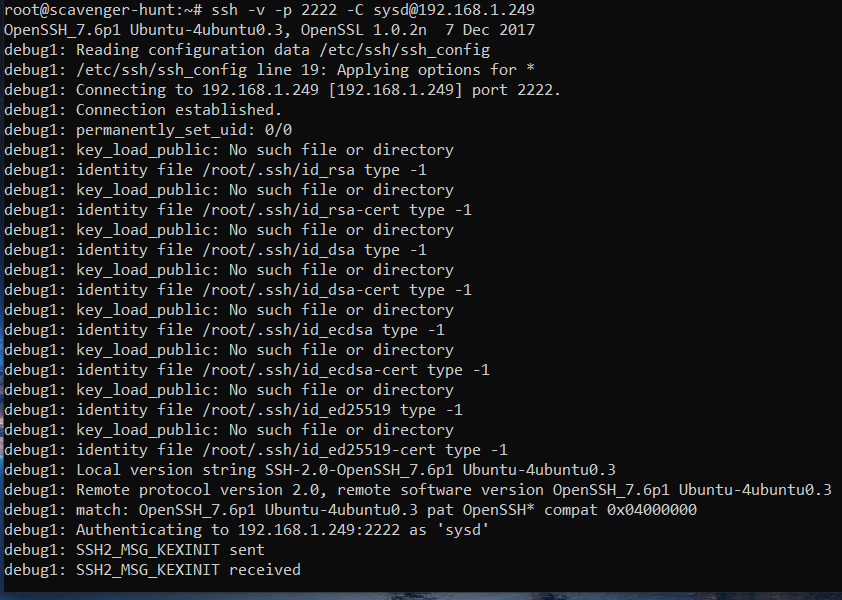 root@scavenger-hunt:~# ssh -v -p 2222 -C sysd@192.168.1.249
OpenSSH_7.6p1 Ubuntu-4ubuntu0.3, OpenSSL 1.0.2n  7 Dec 2017
debug1: Reading configuration data /etc/ssh/ssh_config
debug1: /etc/ssh/ssh_config line 19: Applying options for *
debug1: Connecting to 192.168.1.249 [192.168.1.249] port 2222.
debug1: Connection established.
debug1: permanently_set_uid: 0/0
debug1: key_load_public: No such file or directory
debug1: identity file /root/.ssh/id_rsa type -1
debug1: key_load_public: No such file or directory
debug1: identity file /root/.ssh/id_rsa-cert type -1
debug1: key_load_public: No such file or directory
debug1: identity file /root/.ssh/id_dsa type -1
debug1: key_load_public: No such file or directory
debug1: identity file /root/.ssh/id_dsa-cert type -1
debug1: key_load_public: No such file or directory
debug1: identity file /root/.ssh/id_ecdsa type -1
debug1: key_load_public: No such file or directory
debug1: identity file /root/.ssh/id_ecdsa-cert type -1
debug1: key_load_public: No such file or directory
debug1: identity file /root/.ssh/id_ed25519 type -1
debug1: key_load_public: No such file or directory
debug1: identity file /root/.ssh/id_ed25519-cert type -1
debug1: Local version string SSH-2.0-OpenSSH_7.6p1 Ubuntu-4ubuntu0.3
debug1: Remote protocol version 2.0, remote software version OpenSSH_7.6p1 Ubuntu-4ubuntu0.3
debug1: match: OpenSSH_7.6p1 Ubuntu-4ubuntu0.3 pat OpenSSH* compat 0x04000000
debug1: Authenticating to 192.168.1.249:2222 as 'sysd'
debug1: SSH2_MSG_KEXINIT sent
debug1: SSH2_MSG_KEXINIT received